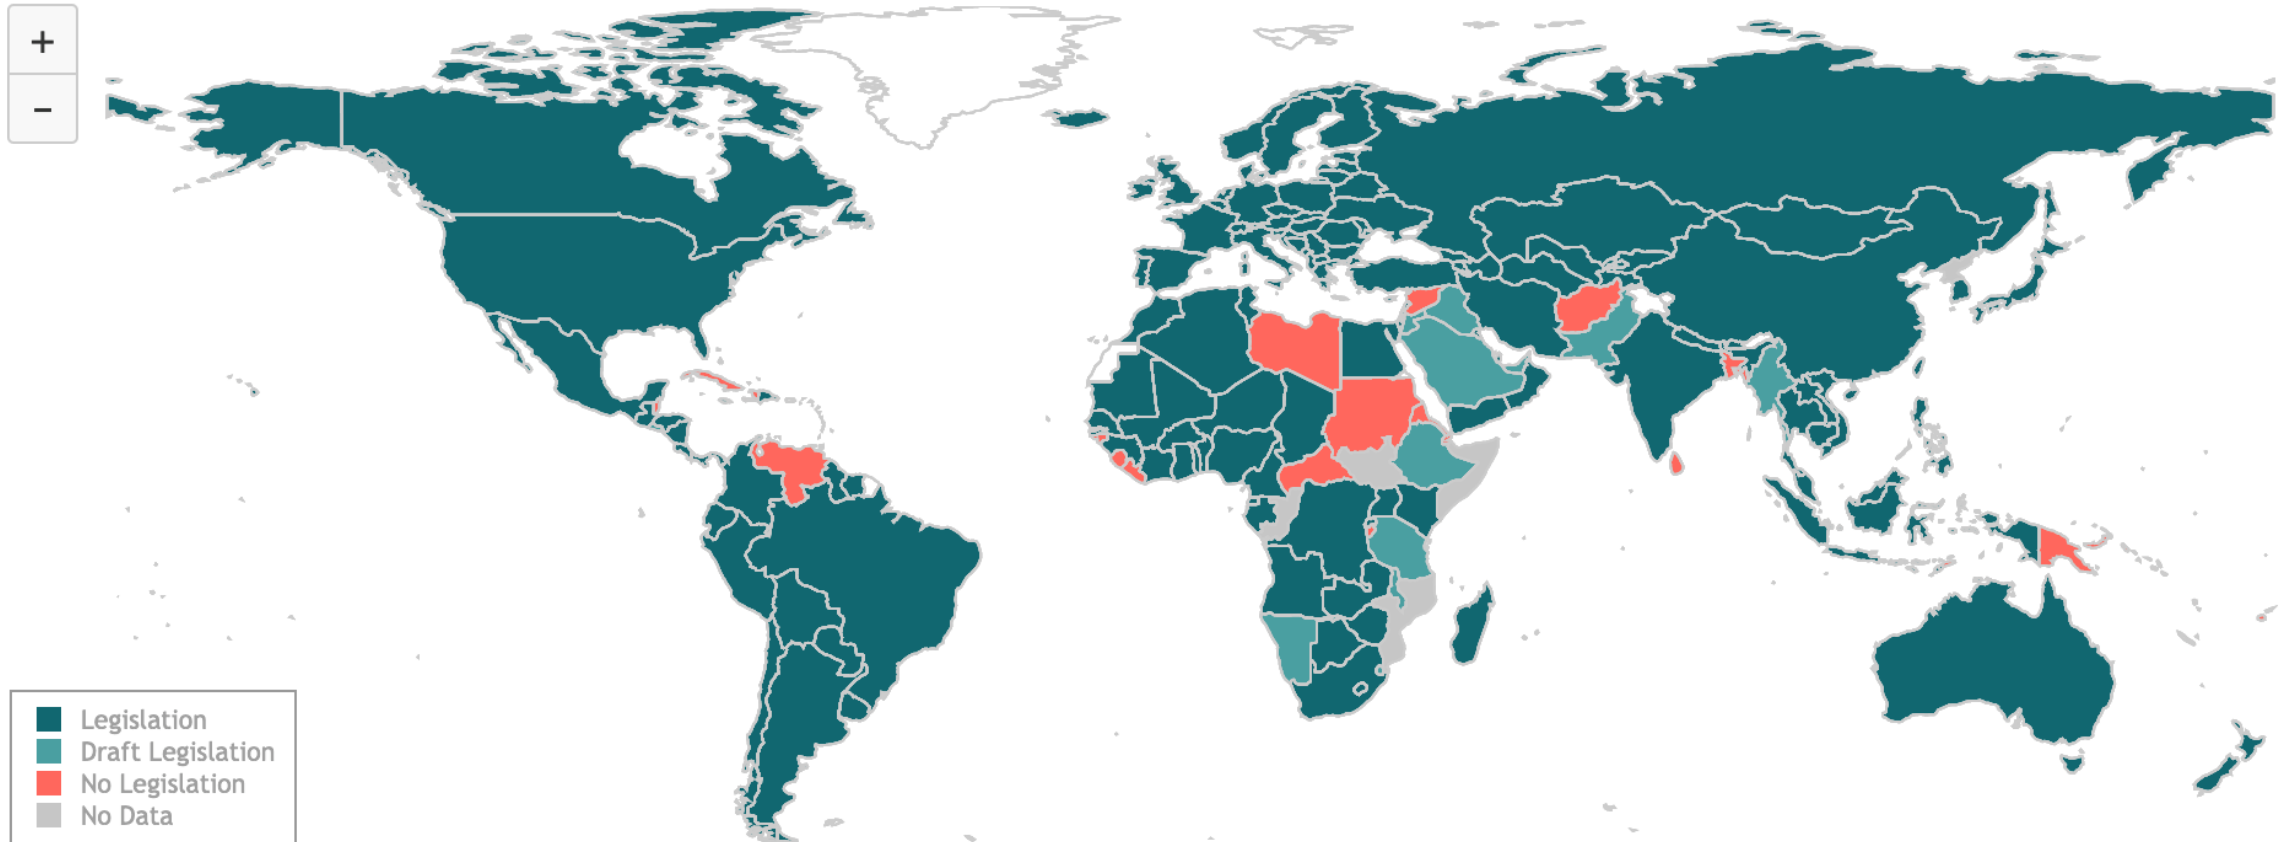 +
−
Legislation
Draft Legislation
No Legislation
No Data